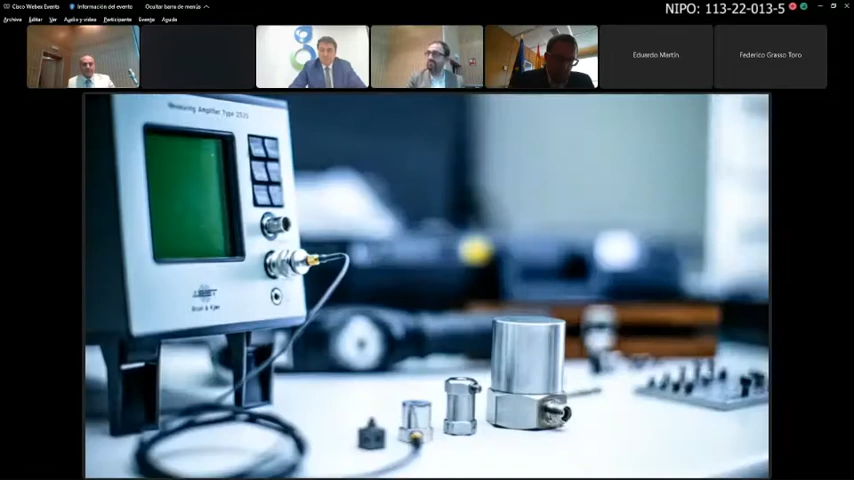 Cisco Webex Events
Información del evento
Ocultar barra de menús
NIPO: 113-22-013-5
Archivo Ver Audio y vídeo Participante Evento Ayuda
Eduardo Martín
Federico Grasso Toro
Measuring Amplifier Type 2525
Brüel & Kjær